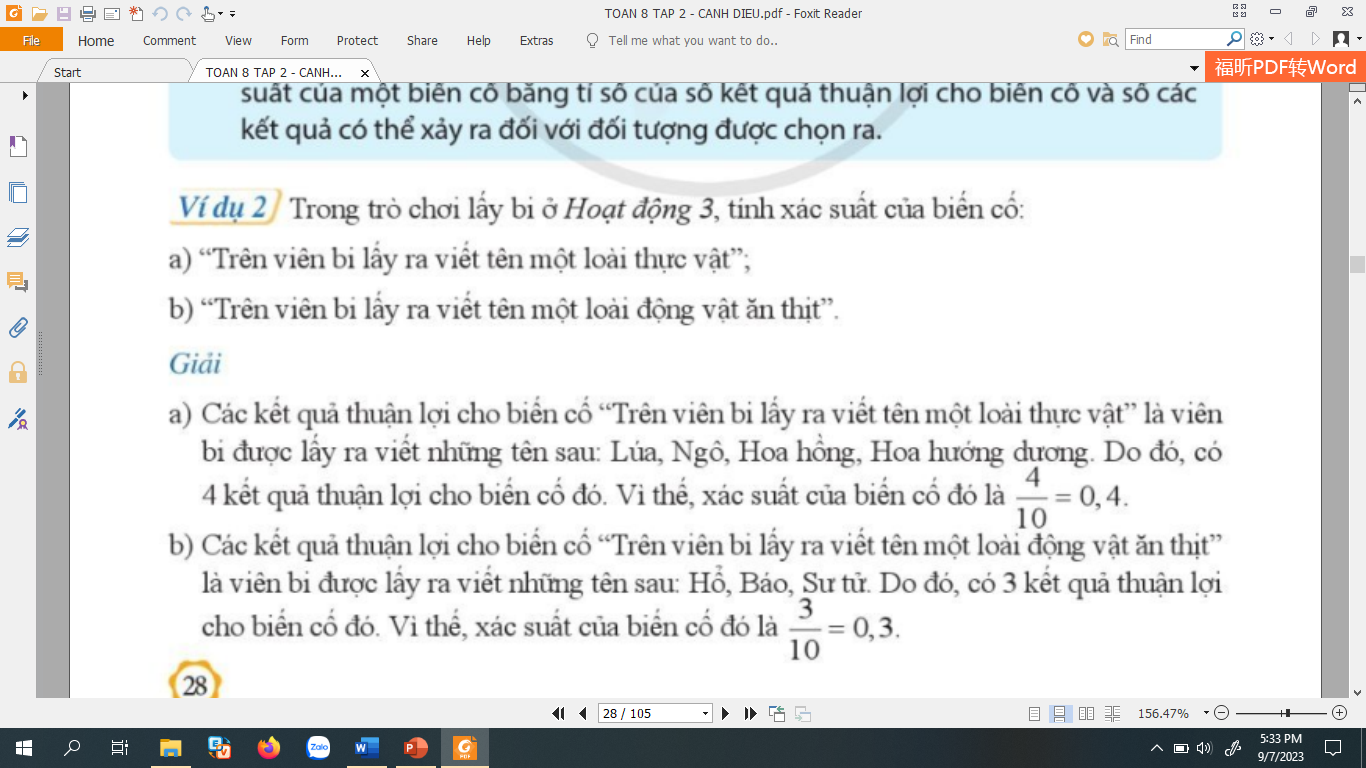 TOAN 8 TAP 2 - CANH DIEU.pdf - Foxit Reader
File Home Comment View Form Protect Share Help Extras Tell me what you want to do.. Find
Start TOAN 8 TAP 2 - CANH... 福昕PDF转Word
suất của một biến cố bằng tỉ số của số kết quả thuận lợi cho biến cố và số các
kết quả có thể xảy ra đối với đối tượng được chọn ra.
Ví dụ 2 Trong trò chơi lấy bi ở Hoạt động 3, tính xác suất của biến cố:
a) “Trên viên bi lấy ra viết tên một loài thực vật”;
b) “Trên viên bi lấy ra viết tên một loài động vật ăn thịt”.
Giải
a) Các kết quả thuận lợi cho biến cố “Trên viên bi lấy ra viết tên một loài thực vật” là viên
bi được lấy ra viết những tên sau: Lúa, Ngô, Hoa hồng, Hoa hướng dương. Do đó, có
4 kết quả thuận lợi cho biến cố đó. Vì thế, xác suất của biến cố đó là 4/10 = 0,4.
b) Các kết quả thuận lợi cho biến cố “Trên viên bi lấy ra viết tên một loài động vật ăn thịt”
là viên bi được lấy ra viết những tên sau: Hổ, Báo, Sư tử. Do đó, có 3 kết quả thuận lợi
cho biến cố đó. Vì thế, xác suất của biến cố đó là 3/10 = 0,3.
28
28 / 105 156.47%
Zalo
PDF
5:33 PM
9/7/2023